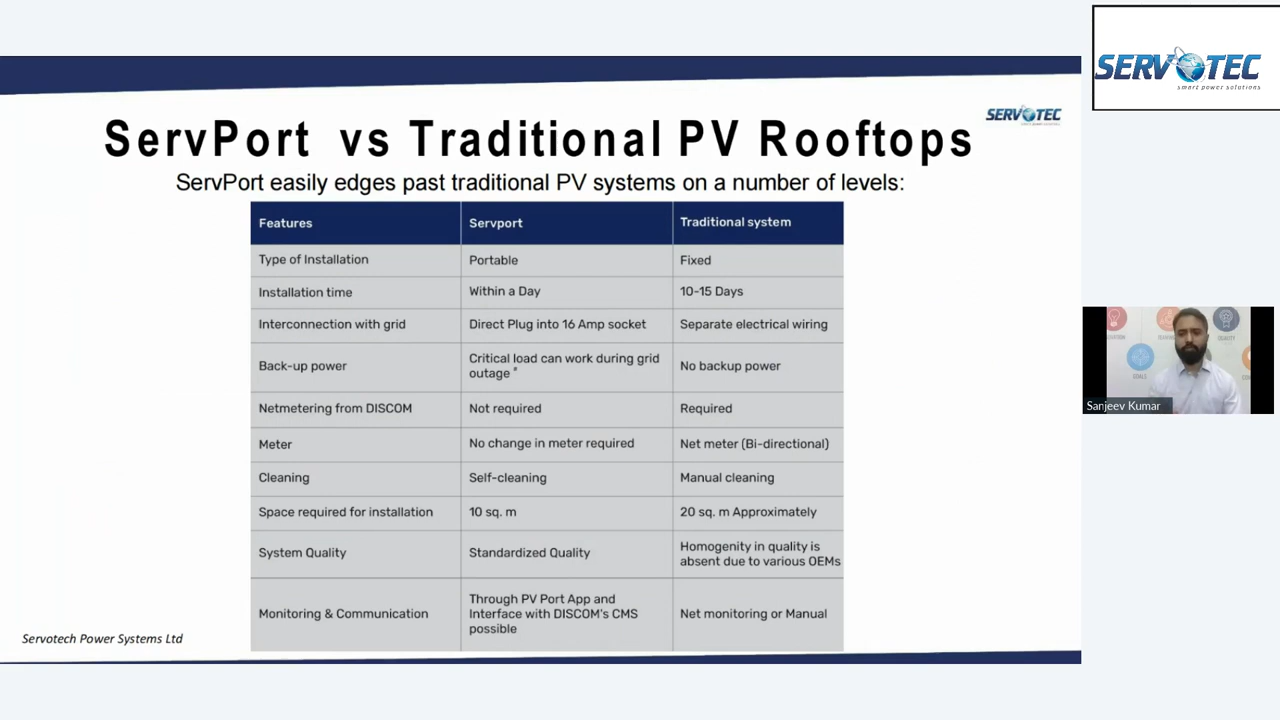 SERVOTEC
smart power solutions
SERVOTEC
ServPort vs Traditional PV Rooftops
ServPort easily edges past traditional PV systems on a number of levels:
Features Servport Traditional system
Type of Installation Portable Fixed
Installation time Within a Day 10-15 Days
Interconnection with grid Direct Plug into 16 Amp socket Separate electrical wiring
Back-up power Critical load can work during grid No backup power
outage #
Netmetering from DISCOM Not required Required
Meter No change in meter required Net meter (Bi-directional)
Cleaning Self-cleaning Manual cleaning
Space required for installation 10 sq. m 20 sq. m Approximately
System Quality Standardized Quality Homogenity in quality is
absent due to various OEMs
Monitoring & Communication Through PV Port App and Net monitoring or Manual
Interface with DISCOM's CMS
possible
Servotech Power Systems Ltd
GOALS
Sanjeev Kumar